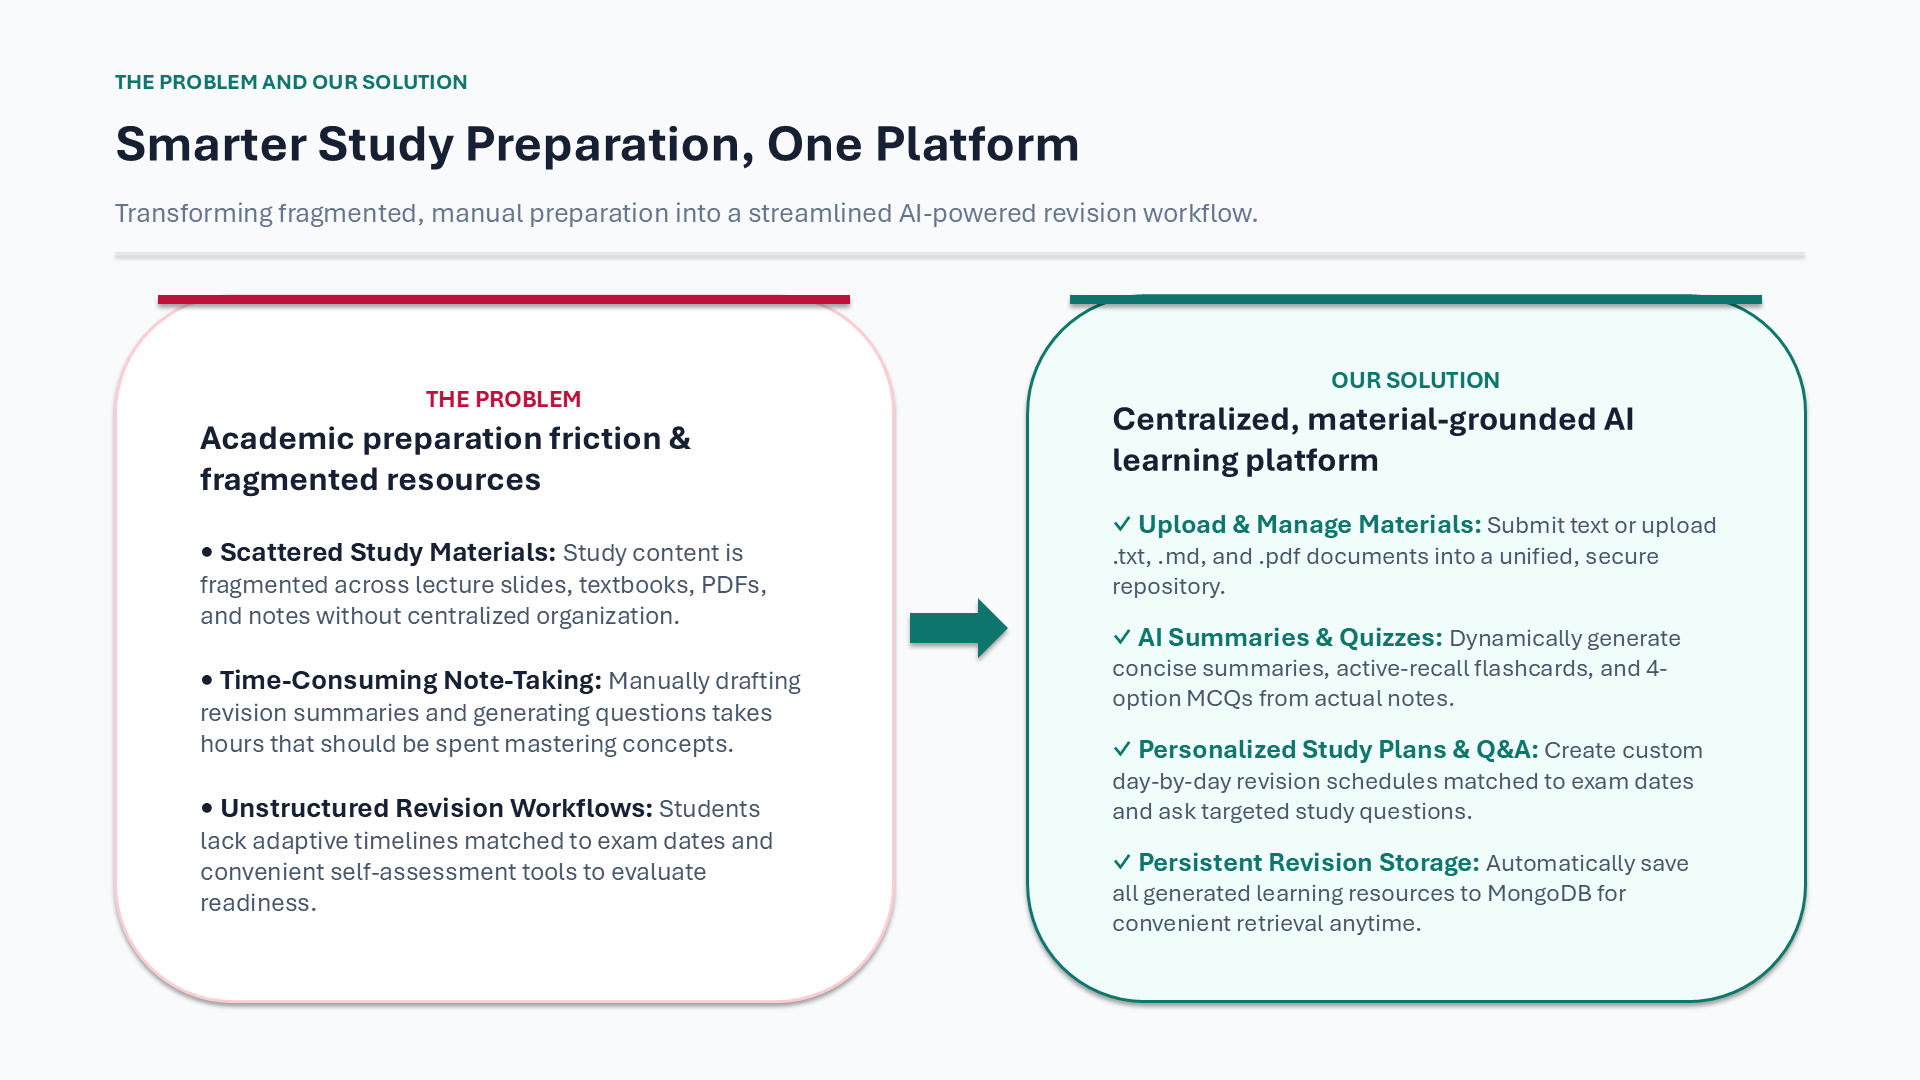 THE PROBLEM AND OUR SOLUTION
Smarter Study Preparation, One Platform
Transforming fragmented, manual preparation into a streamlined AI-powered revision workflow.
THE PROBLEM
Academic preparation friction &
fragmented resources
• Scattered Study Materials: Study content is
fragmented across lecture slides, textbooks, PDFs,
and notes without centralized organization.
• Time-Consuming Note-Taking: Manually drafting
revision summaries and generating questions takes
hours that should be spent mastering concepts.
• Unstructured Revision Workflows: Students
lack adaptive timelines matched to exam dates and
convenient self-assessment tools to evaluate
readiness.
OUR SOLUTION
Centralized, material-grounded AI
learning platform
✓ Upload & Manage Materials: Submit text or upload
.txt, .md, and .pdf documents into a unified, secure
repository.
✓ AI Summaries & Quizzes: Dynamically generate
concise summaries, active-recall flashcards, and 4-
option MCQs from actual notes.
✓ Personalized Study Plans & Q&A: Create custom
day-by-day revision schedules matched to exam dates
and ask targeted study questions.
✓ Persistent Revision Storage: Automatically save
all generated learning resources to MongoDB for
convenient retrieval anytime.